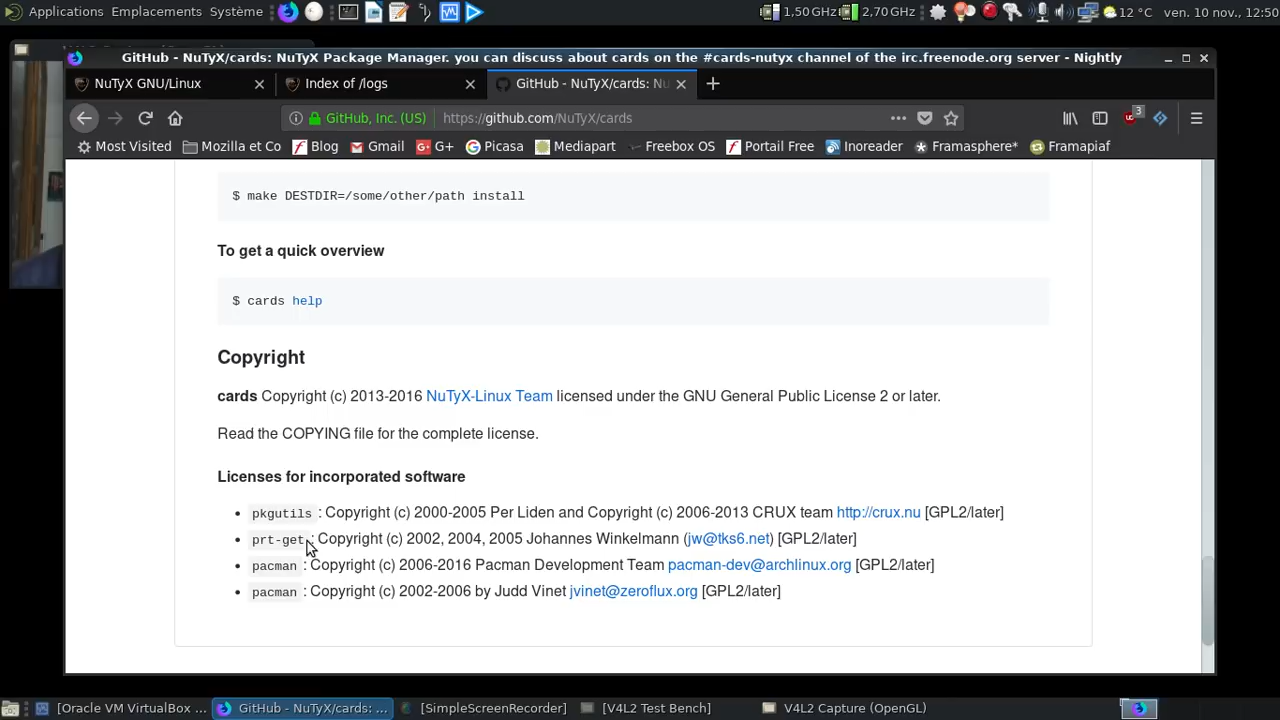 Applications Emplacements Système 1,50 GHz 2,70 GHz 12 °C ven. 10 nov., 12:50
GitHub - NuTyX/cards: NuTyX Package Manager. you can discuss about cards on the #cards-nutyx channel of the irc.freenode.org server - Nightly
NuTyX GNU/Linux Index of /logs GitHub - NuTyX/cards: Nu
GitHub, Inc. (US) https://github.com/NuTyX/cards 3
Most Visited Mozilla et Co Blog Gmail G+ Picasa Mediapart Freebox OS Portail Free Inoreader Framasphere* Framapiaf
$ make DESTDIR=/some/other/path install
To get a quick overview
$ cards help
Copyright
cards Copyright (c) 2013-2016 NuTyX-Linux Team licensed under the GNU General Public License 2 or later.
Read the COPYING file for the complete license.
Licenses for incorporated software
• pkgutils : Copyright (c) 2000-2005 Per Liden and Copyright (c) 2006-2013 CRUX team http://crux.nu [GPL2/later]
• prt-get : Copyright (c) 2002, 2004, 2005 Johannes Winkelmann (jw@tks6.net) [GPL2/later]
• pacman : Copyright (c) 2006-2016 Pacman Development Team pacman-dev@archlinux.org [GPL2/later]
• pacman : Copyright (c) 2002-2006 by Judd Vinet jvinet@zeroflux.org [GPL2/later]
[Oracle VM VirtualBox ... GitHub - NuTyX/cards: ... [SimpleScreenRecorder] [V4L2 Test Bench] V4L2 Capture (OpenGL)